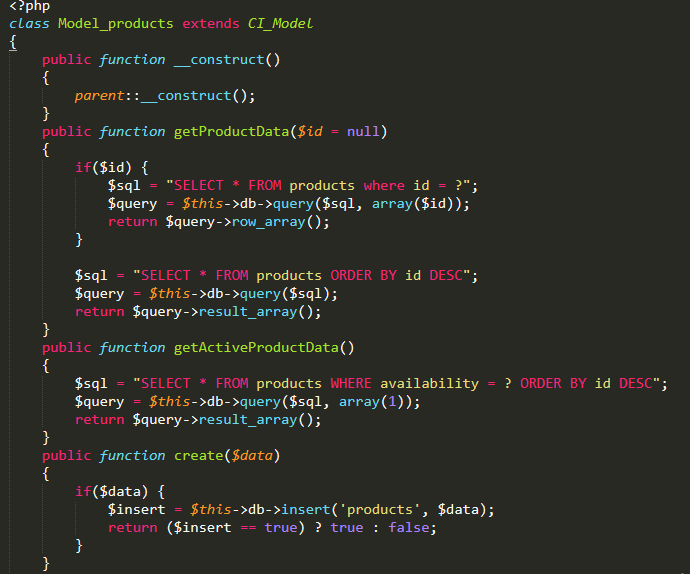 <?php
class Model_products extends CI_Model
{
    public function __construct()
    {
        parent::__construct();
    }
    public function getProductData($id = null)
    {
        if($id) {
            $sql = "SELECT * FROM products where id = ?";
            $query = $this->db->query($sql, array($id));
            return $query->row_array();
        }

        $sql = "SELECT * FROM products ORDER BY id DESC";
        $query = $this->db->query($sql);
        return $query->result_array();
    }
    public function getActiveProductData()
    {
        $sql = "SELECT * FROM products WHERE availability = ? ORDER BY id DESC";
        $query = $this->db->query($sql, array(1));
        return $query->result_array();
    }
    public function create($data)
    {
        if($data) {
            $insert = $this->db->insert('products', $data);
            return ($insert == true) ? true : false;
        }
    }